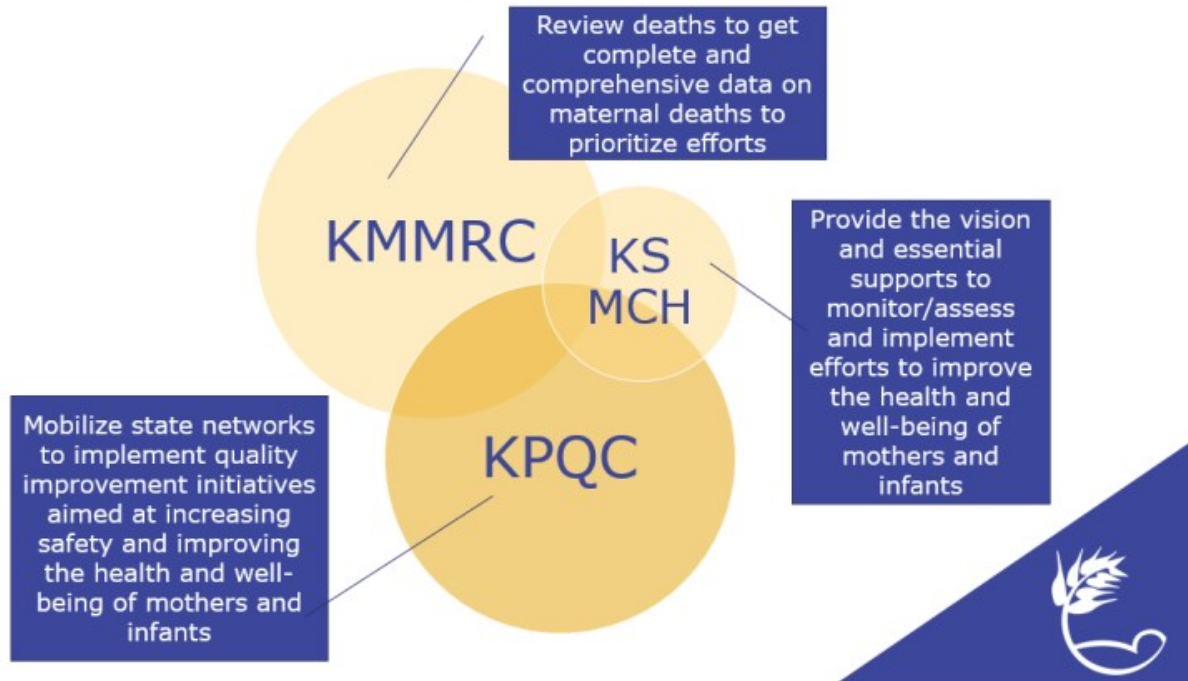 Review deaths to get
complete and
comprehensive data on
maternal deaths to
prioritize efforts
KMMRC
KS
MCH
Provide the vision
and essential
supports to
monitor/assess
and implement
efforts to improve
the health and
well-being of
mothers and
infants
KPQC
Mobilize state networks
to implement quality
improvement initiatives
aimed at increasing
safety and improving
the health and well-
being of mothers and
infants